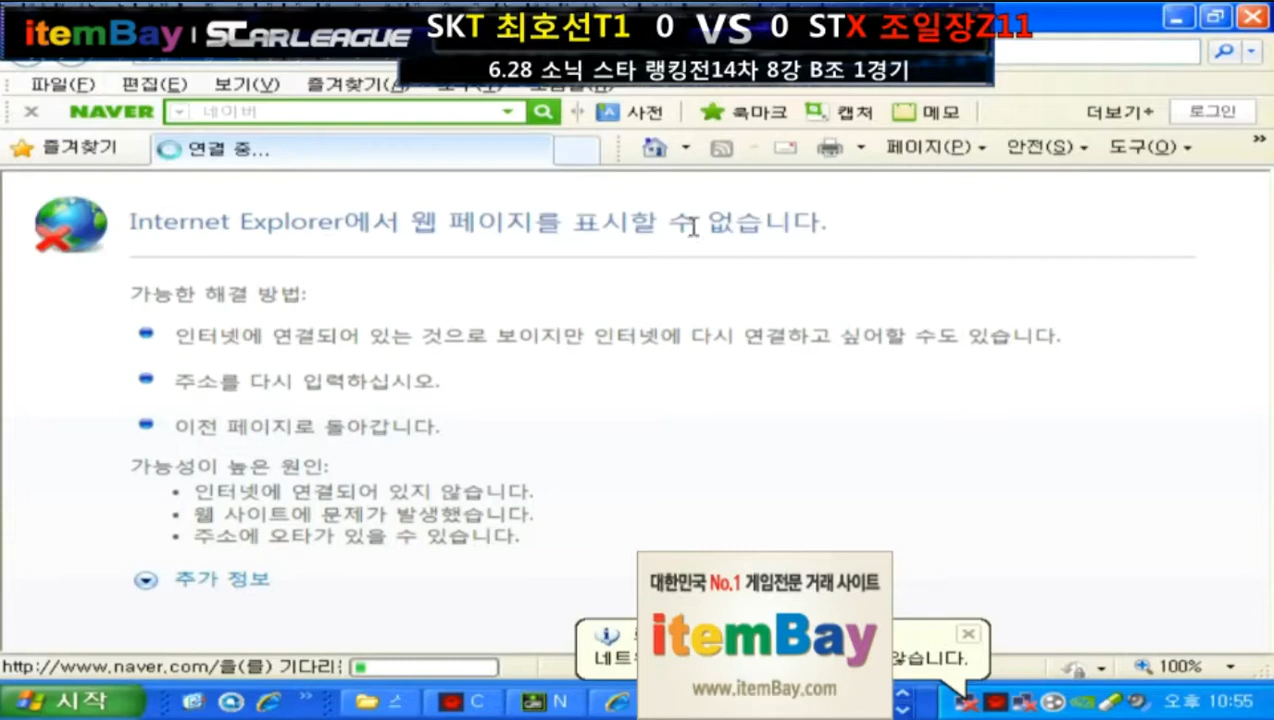 itemBay | STARLEAGUE
SKT 최호선T1 0 VS 0 STX 조일장Z11
6.28 소닉 스타 랭킹전14차 8강 B조 1경기
파일(F) 편집(E) 보기(V) 즐겨찾기(A)
NAVER 네이버 사전 북마크 캡처 메모 더보기+ 로그인
즐겨찾기 연결 중... 페이지(P) 안전(S) 도구(O) »
Internet Explorer에서 웹 페이지를 표시할 수 없습니다.
가능한 해결 방법:
인터넷에 연결되어 있는 것으로 보이지만 인터넷에 다시 연결하고 싶어할 수도 있습니다.
주소를 다시 입력하십시오.
이전 페이지로 돌아갑니다.
가능성이 높은 원인:
• 인터넷에 연결되어 있지 않습니다.
• 웹 사이트에 문제가 발생했습니다.
• 주소에 오타가 있을 수 있습니다.
추가 정보
대한민국 No.1 게임전문 거래 사이트
itemBay
www.itemBay.com
네트 않습니다.
http://www.naver.com/을(를) 기다리 100%
시작 » 스 C N 오후 10:55